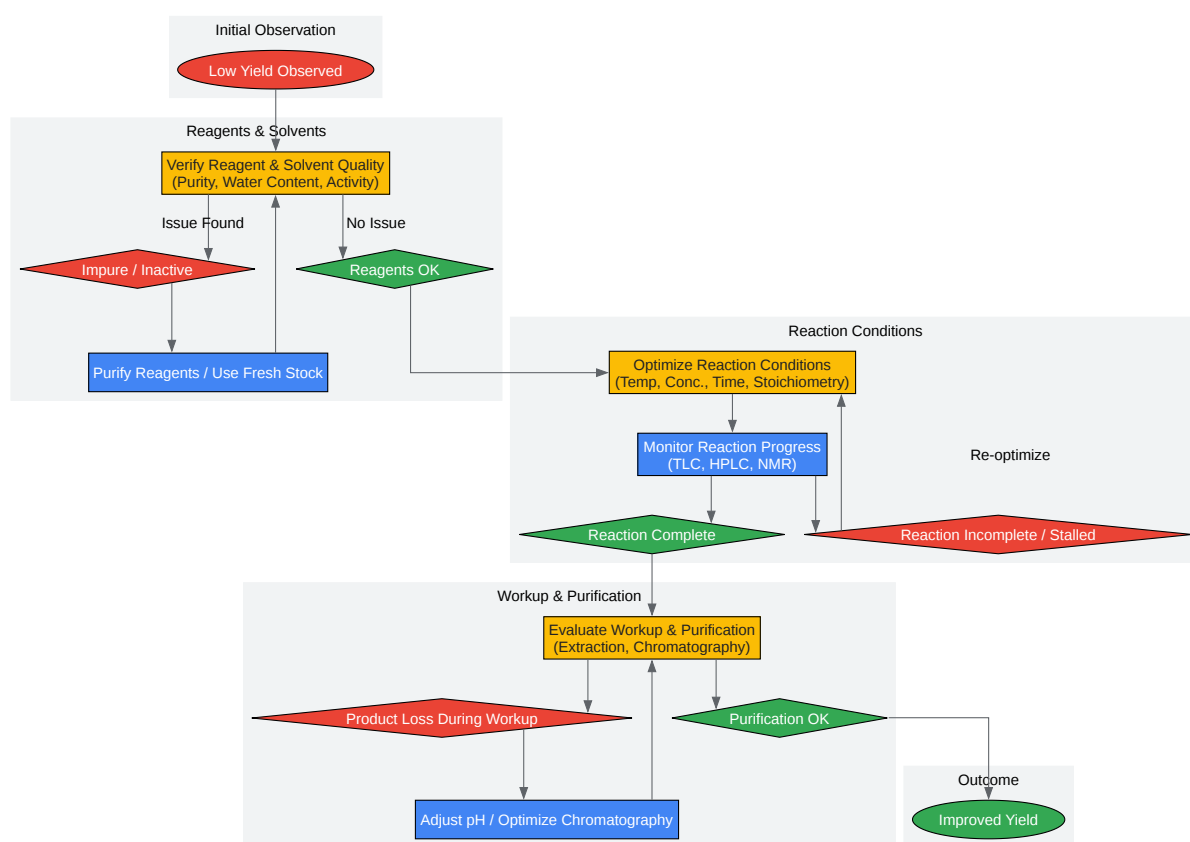 Initial Observation
Low Yield Observed
Reagents & Solvents
Verify Reagent & Solvent Quality
(Purity, Water Content, Activity)
Issue Found
No Issue
Impure / Inactive
Reagents OK
Purify Reagents / Use Fresh Stock
Reaction Conditions
Optimize Reaction Conditions
(Temp, Conc., Time, Stoichiometry)
Monitor Reaction Progress
(TLC, HPLC, NMR)
Re-optimize
Reaction Complete
Reaction Incomplete / Stalled
Workup & Purification
Evaluate Workup & Purification
(Extraction, Chromatography)
Product Loss During Workup
Purification OK
Adjust pH / Optimize Chromatography
Outcome
Improved Yield